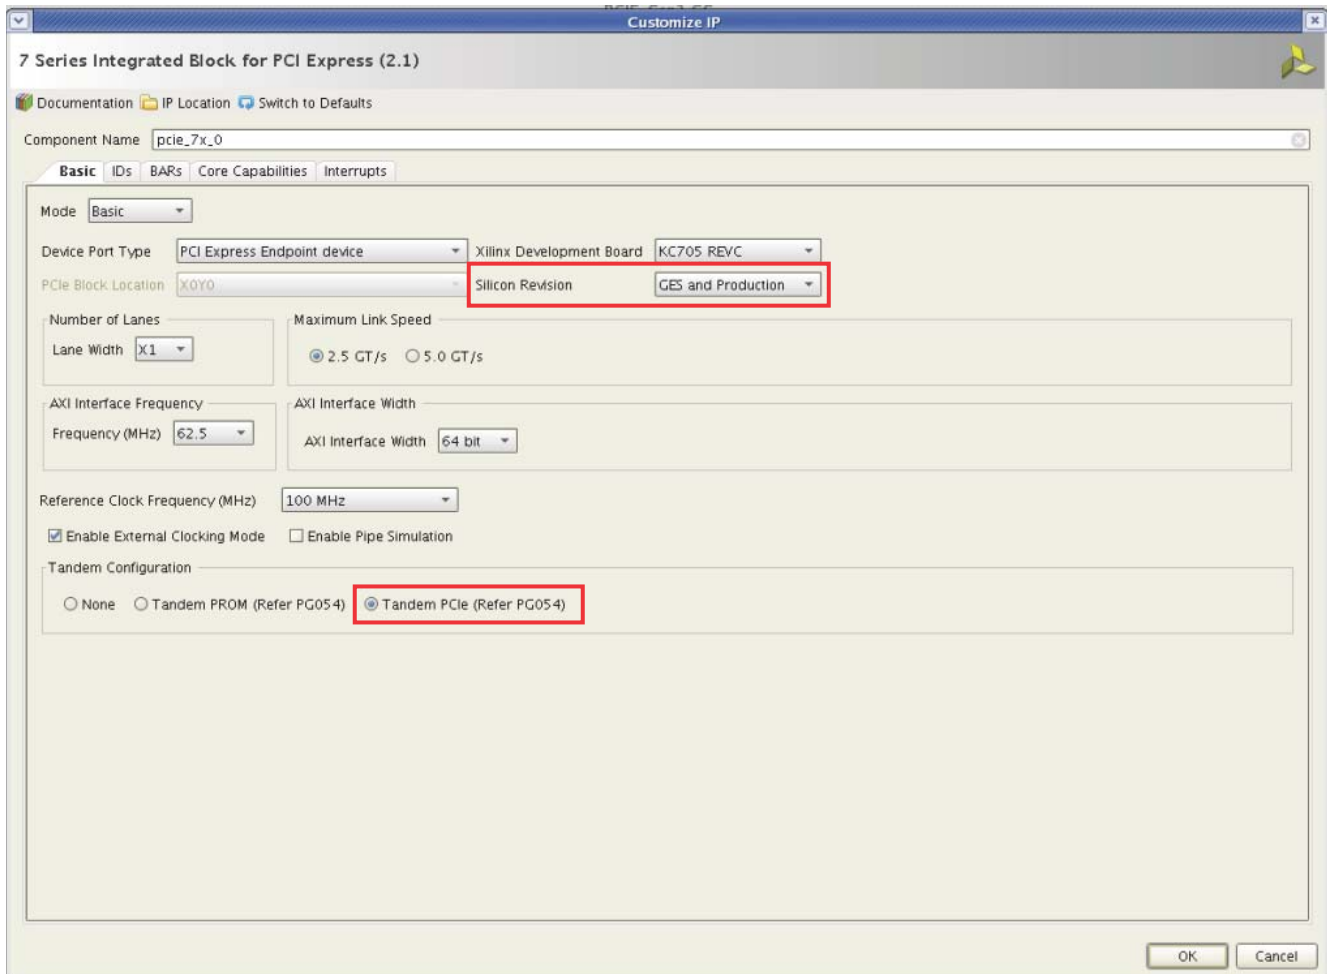 Customize IP
7 Series Integrated Block for PCI Express (2.1)
Documentation IP Location Switch to Defaults
Component Name pcie_7x_0
Basic IDs BARs Core Capabilities Interrupts
Mode Basic
Device Port Type PCI Express Endpoint device Xilinx Development Board KC705 REVC
PCIe Block Location X0Y0 Silicon Revision GES and Production
Number of Lanes Maximum Link Speed
Lane Width X1 2.5 GT/s 5.0 GT/s
AXI Interface Frequency AXI Interface Width
Frequency (MHz) 62.5 AXI Interface Width 64 bit
Reference Clock Frequency (MHz) 100 MHz
Enable External Clocking Mode Enable Pipe Simulation
Tandem Configuration
None Tandem PROM (Refer PG054) Tandem PCIe (Refer PG054)
OK Cancel